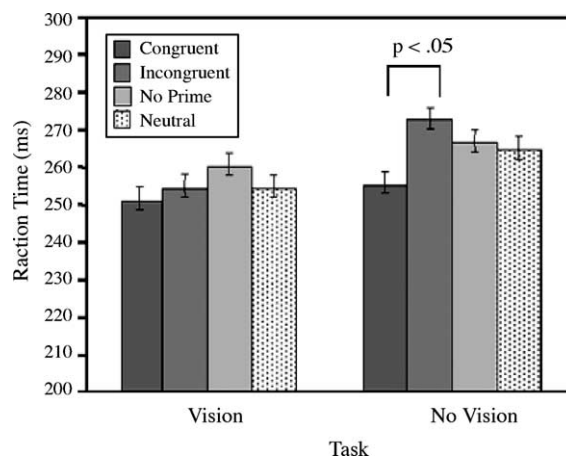 300
290
280
270
260
250
240
230
220
210
200
Raction Time (ms)
Congruent
Incongruent
No Prime
Neutral
p < .05
Vision
No Vision
Task